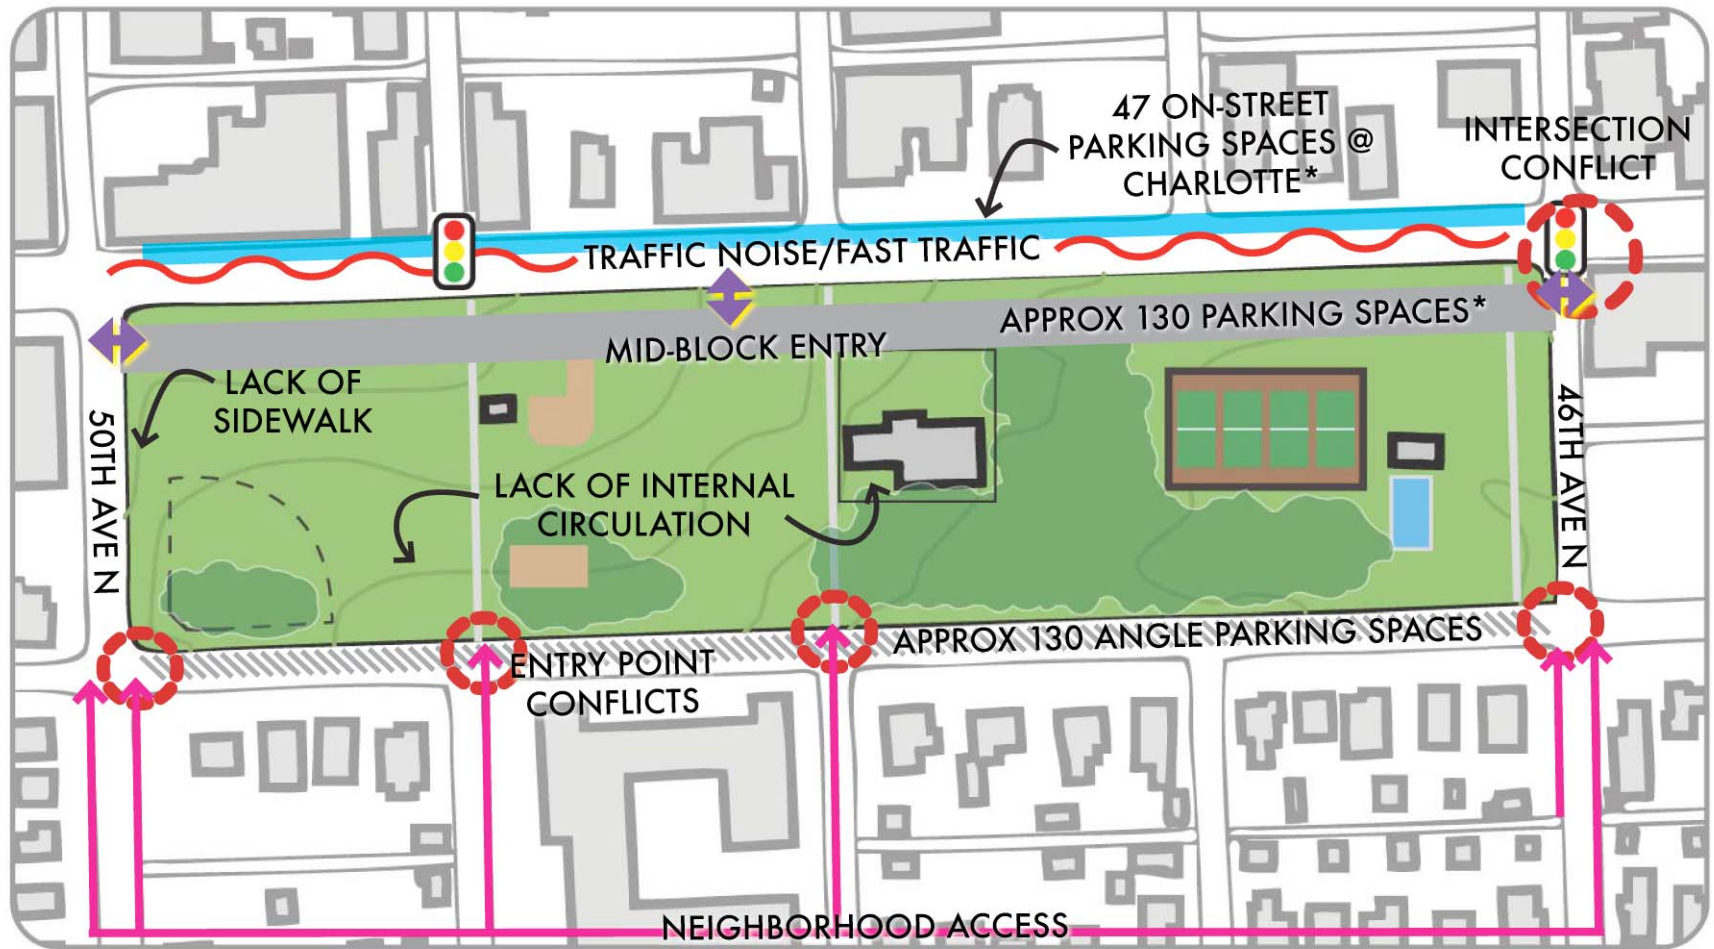 47 ON-STREET
PARKING SPACES @
CHARLOTTE*
INTERSECTION
CONFLICT
TRAFFIC NOISE/FAST TRAFFIC
APPROX 130 PARKING SPACES*
MID-BLOCK ENTRY
LACK OF
SIDEWALK
50TH AVE N
46TH AVE N
LACK OF INTERNAL
CIRCULATION
APPROX 130 ANGLE PARKING SPACES
ENTRY POINT
CONFLICTS
NEIGHBORHOOD ACCESS